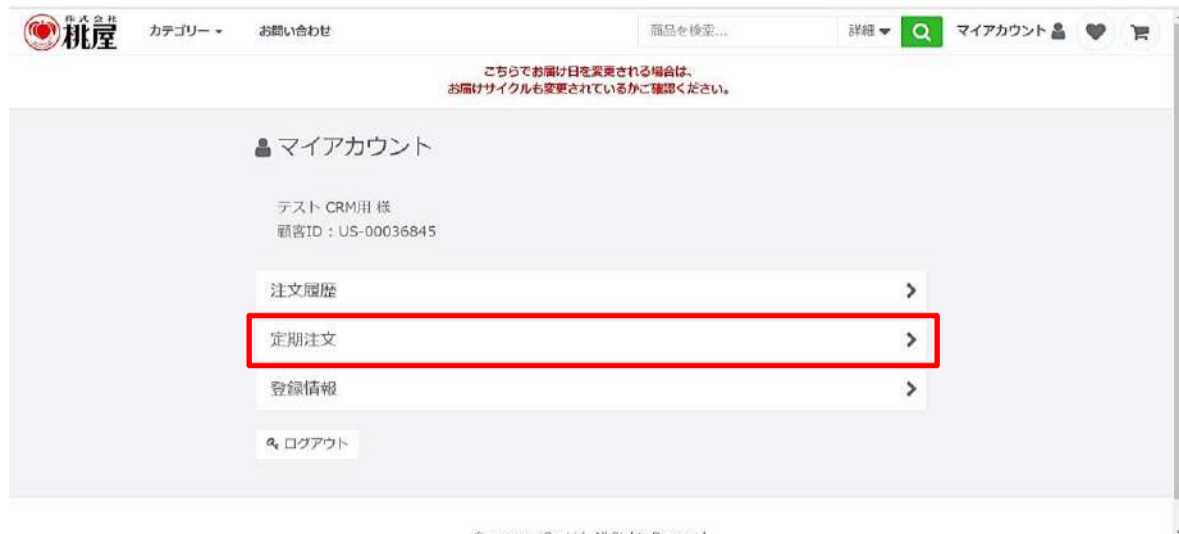 株式会社
桃屋
カテゴリー
お問い合わせ
商品を検索...
詳細
マイアカウント
こちらでお届け日を変更される場合は、
お届けサイクルも変更されているかご確認ください。
マイアカウント
テスト CRM用 様
顧客ID：US-00036845
注文履歴
定期注文
登録情報
ログアウト